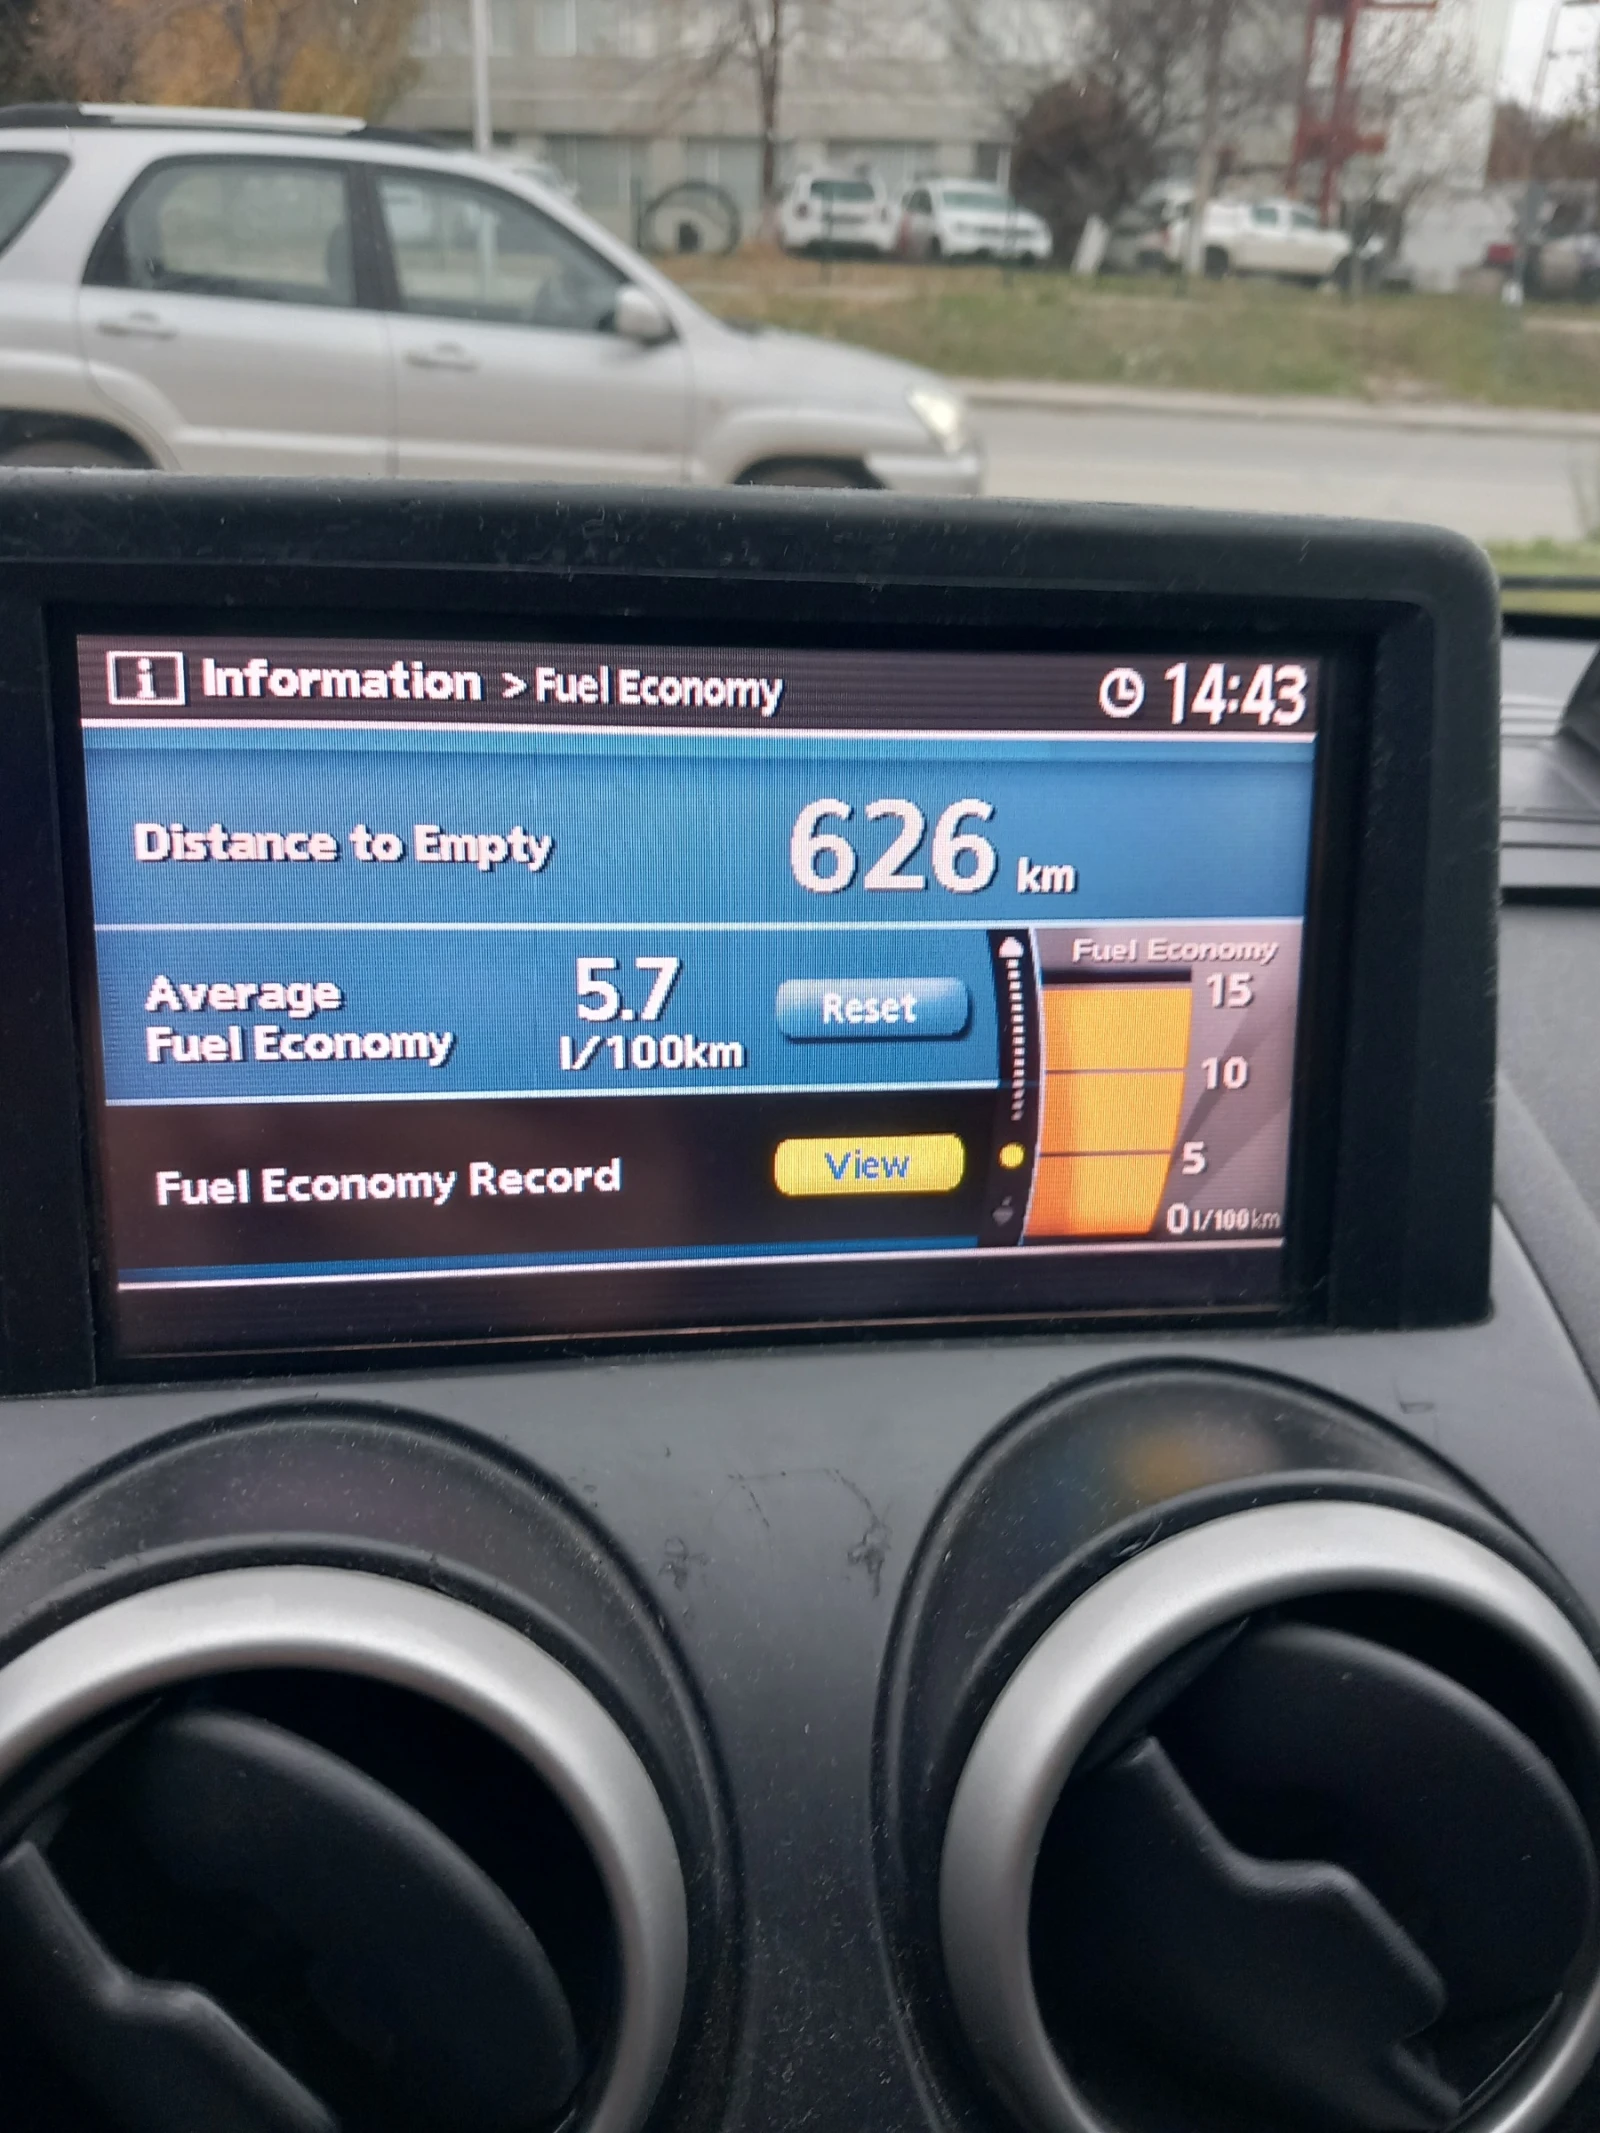 i Information > Fuel Economy 14:43
Distance to Empty 626 km
Average
Fuel Economy
5.7
l/100km
Reset
Fuel Economy
15
10
5
0 l/100km
Fuel Economy Record View